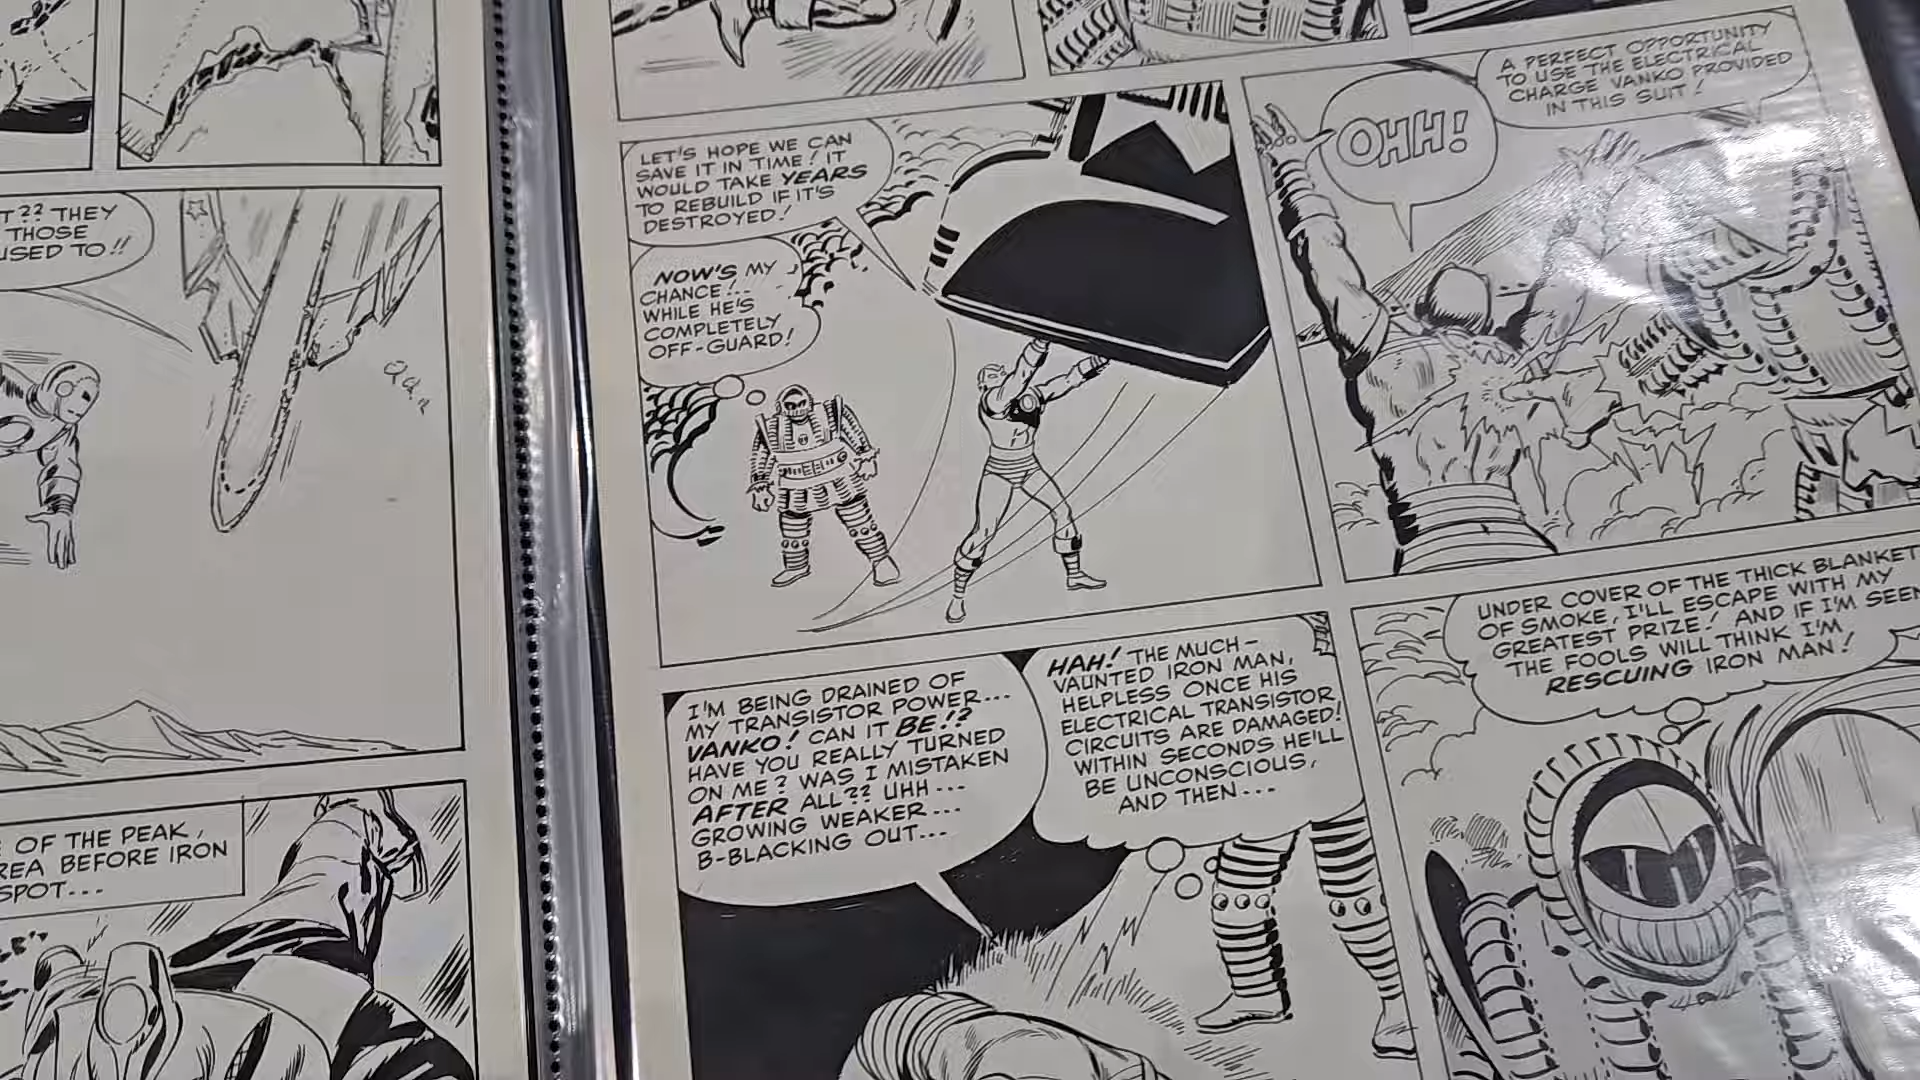 T?? THEY
THOSE
USED TO!!
OF THE PEAK,
REA BEFORE IRON
SPOT...
LET'S HOPE WE CAN
SAVE IT IN TIME! IT
WOULD TAKE YEARS
TO REBUILD IF IT'S
DESTROYED!
NOW'S MY
CHANCE!..
WHILE HE'S
COMPLETELY
OFF-GUARD!
OHH!
A PERFECT OPPORTUNITY
TO USE THE ELECTRICAL
CHARGE VANKO PROVIDED
IN THIS SUIT!
I'M BEING DRAINED OF
MY TRANSISTOR POWER...
VANKO! CAN IT BE!?
HAVE YOU REALLY TURNED
ON ME? WAS I MISTAKEN
AFTER ALL?? UHH...
GROWING WEAKER...
B-BLACKING OUT...
HAH! THE MUCH-
VAUNTED IRON MAN,
HELPLESS ONCE HIS
ELECTRICAL TRANSISTOR
CIRCUITS ARE DAMAGED!
WITHIN SECONDS HE'LL
BE UNCONSCIOUS,
AND THEN...
UNDER COVER OF THE THICK BLANKET
OF SMOKE, I'LL ESCAPE WITH MY
GREATEST PRIZE! AND IF I'M SEEN
THE FOOLS WILL THINK I'M
RESCUING IRON MAN!